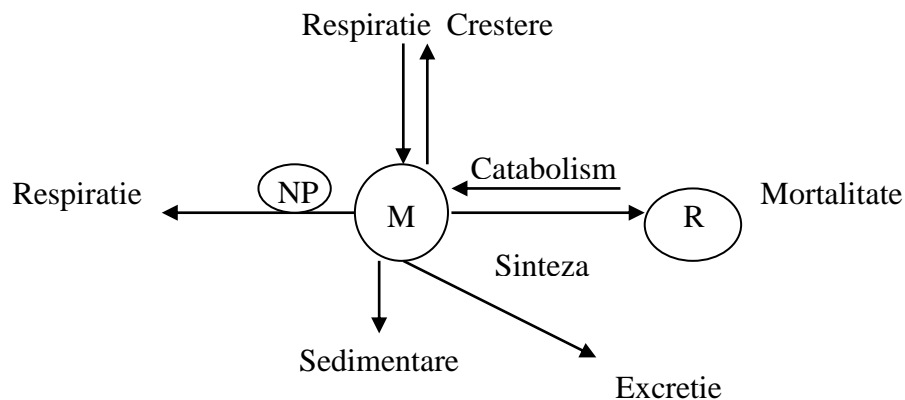 Respiratie Crestere
Catabolism
Respiratie NP M R Mortalitate
Sinteza
Sedimentare
Excretie